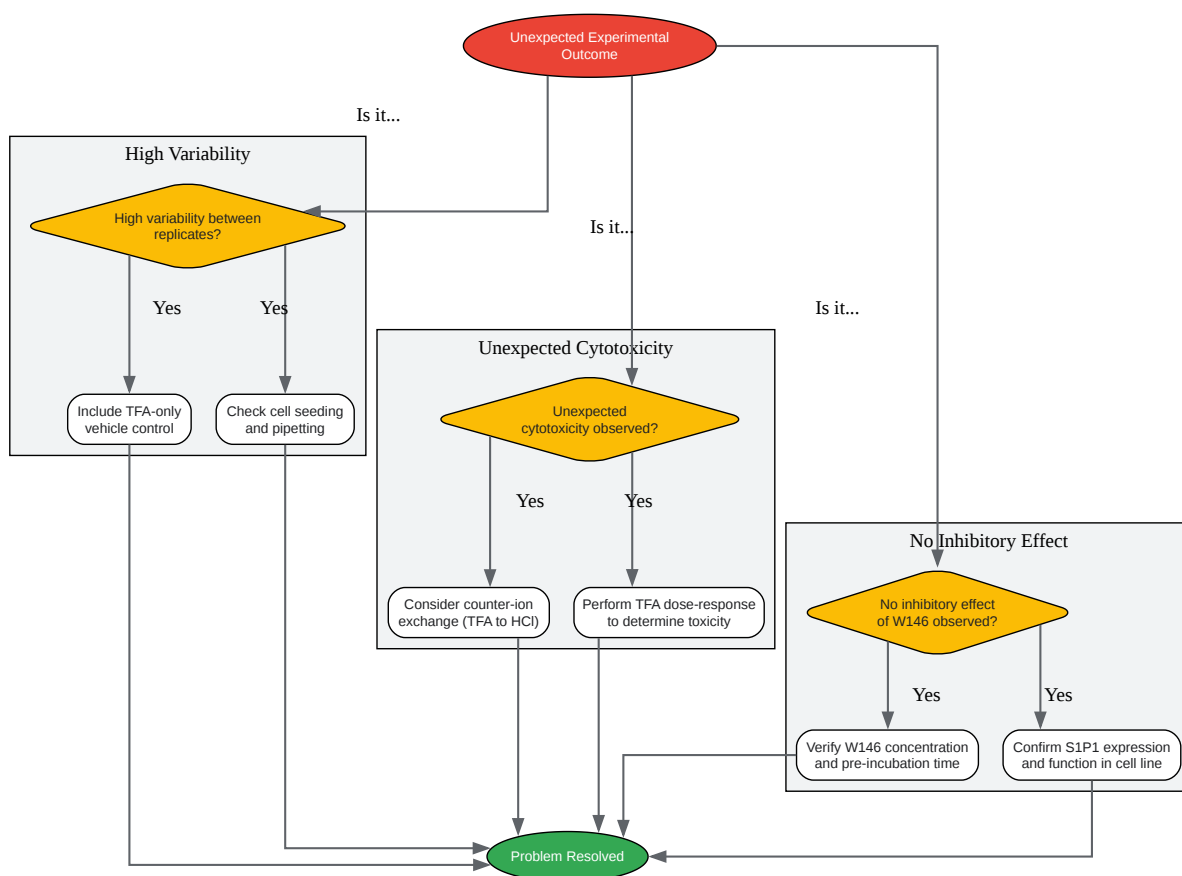 Unexpected Experimental
Outcome
Is it...
High Variability
High variability between
replicates?
Yes
Yes
Include TFA-only
vehicle control
Check cell seeding
and pipetting
Is it...
Unexpected Cytotoxicity
Unexpected
cytotoxicity observed?
Yes
Yes
Consider counter-ion
exchange (TFA to HCl)
Perform TFA dose-response
to determine toxicity
Is it...
No Inhibitory Effect
No inhibitory effect
of W146 observed?
Yes
Yes
Verify W146 concentration
and pre-incubation time
Confirm S1P1 expression
and function in cell line
Problem Resolved